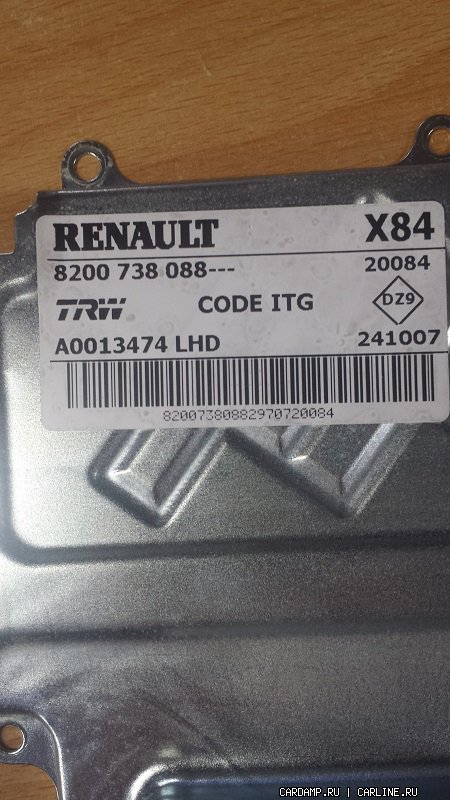 RENAULT X84
8200 738 088--- 20084
TRW CODE ITG DZ9
A0013474 LHD 241007
82007380882970720084
CARDAMP.RU | CARLINE.RU